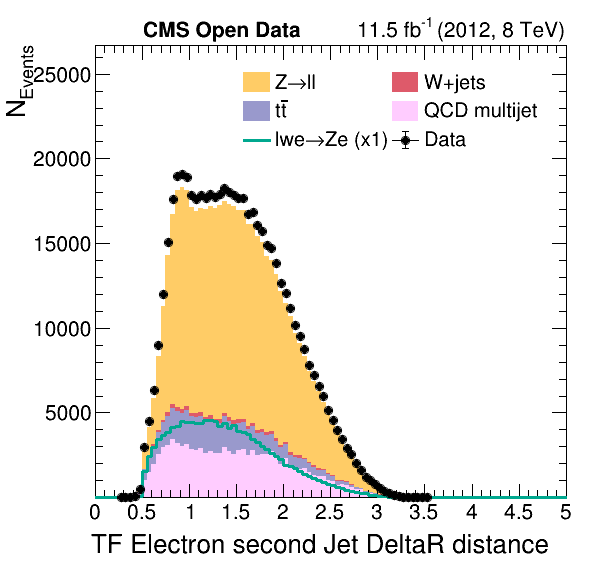 CMS Open Data 11.5 fb⁻¹ (2012, 8 TeV)
N_Events
25000
20000
15000
10000
5000
Z→ll W+jets
tt̄ QCD multijet
lwe→Ze (x1) Data
0 0.5 1 1.5 2 2.5 3 3.5 4 4.5 5
TF Electron second Jet DeltaR distance